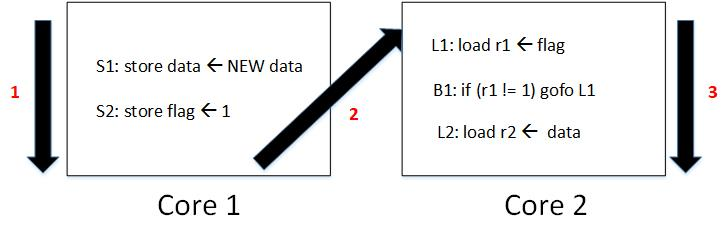 1
S1: store data ← NEW data
S2: store flag ← 1
2
L1: load r1 ← flag
B1: if (r1 != 1) gofo L1
L2: load r2 ← data
3
Core 1
Core 2